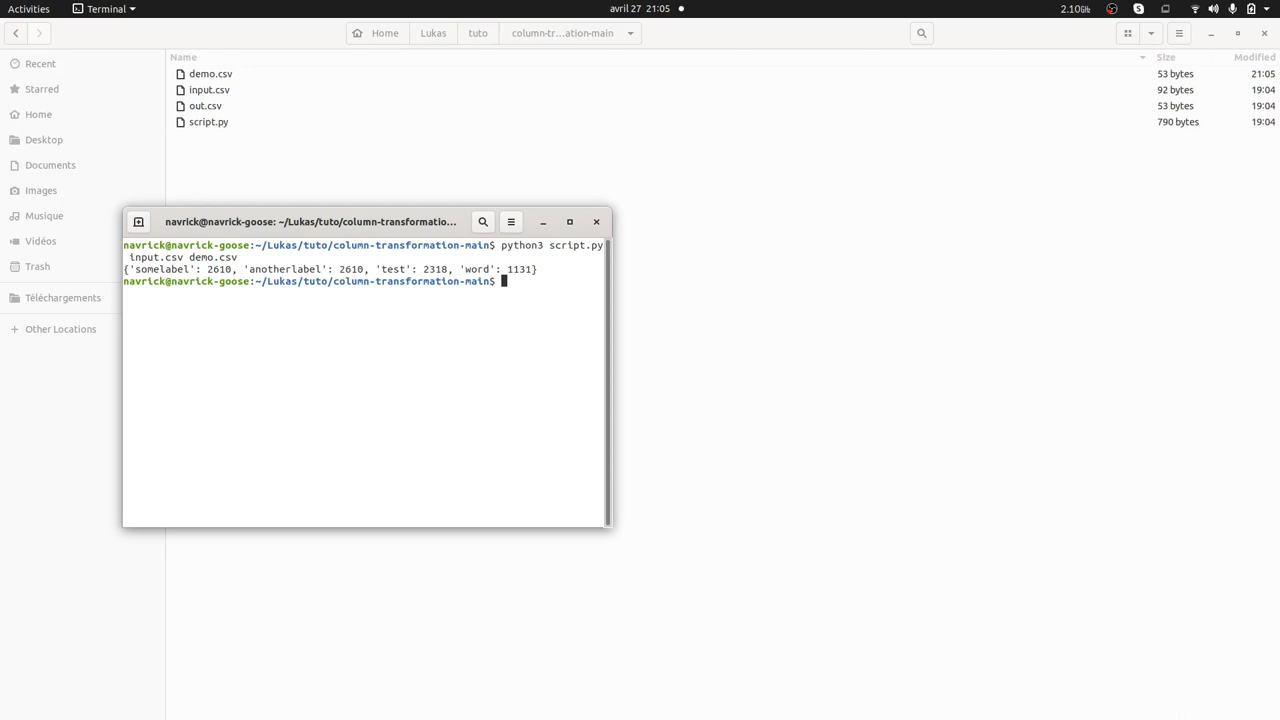 Activities
Terminal
avril 27 21:05
2.10GHz
Home
Lukas
tuto
column-tr…ation-main
Name
Size
Modified
Recent
demo.csv
53 bytes
21:05
Starred
input.csv
92 bytes
19:04
Home
out.csv
53 bytes
19:04
script.py
790 bytes
19:04
Desktop
Documents
Images
Musique
Vidéos
Trash
Téléchargements
Other Locations
navrick@navrick-goose: ~/Lukas/tuto/column-transformatio…
navrick@navrick-goose:~/Lukas/tuto/column-transformation-main$ python3 script.py
input.csv demo.csv
{'somelabel': 2610, 'anotherlabel': 2610, 'test': 2318, 'word': 1131}
navrick@navrick-goose:~/Lukas/tuto/column-transformation-main$